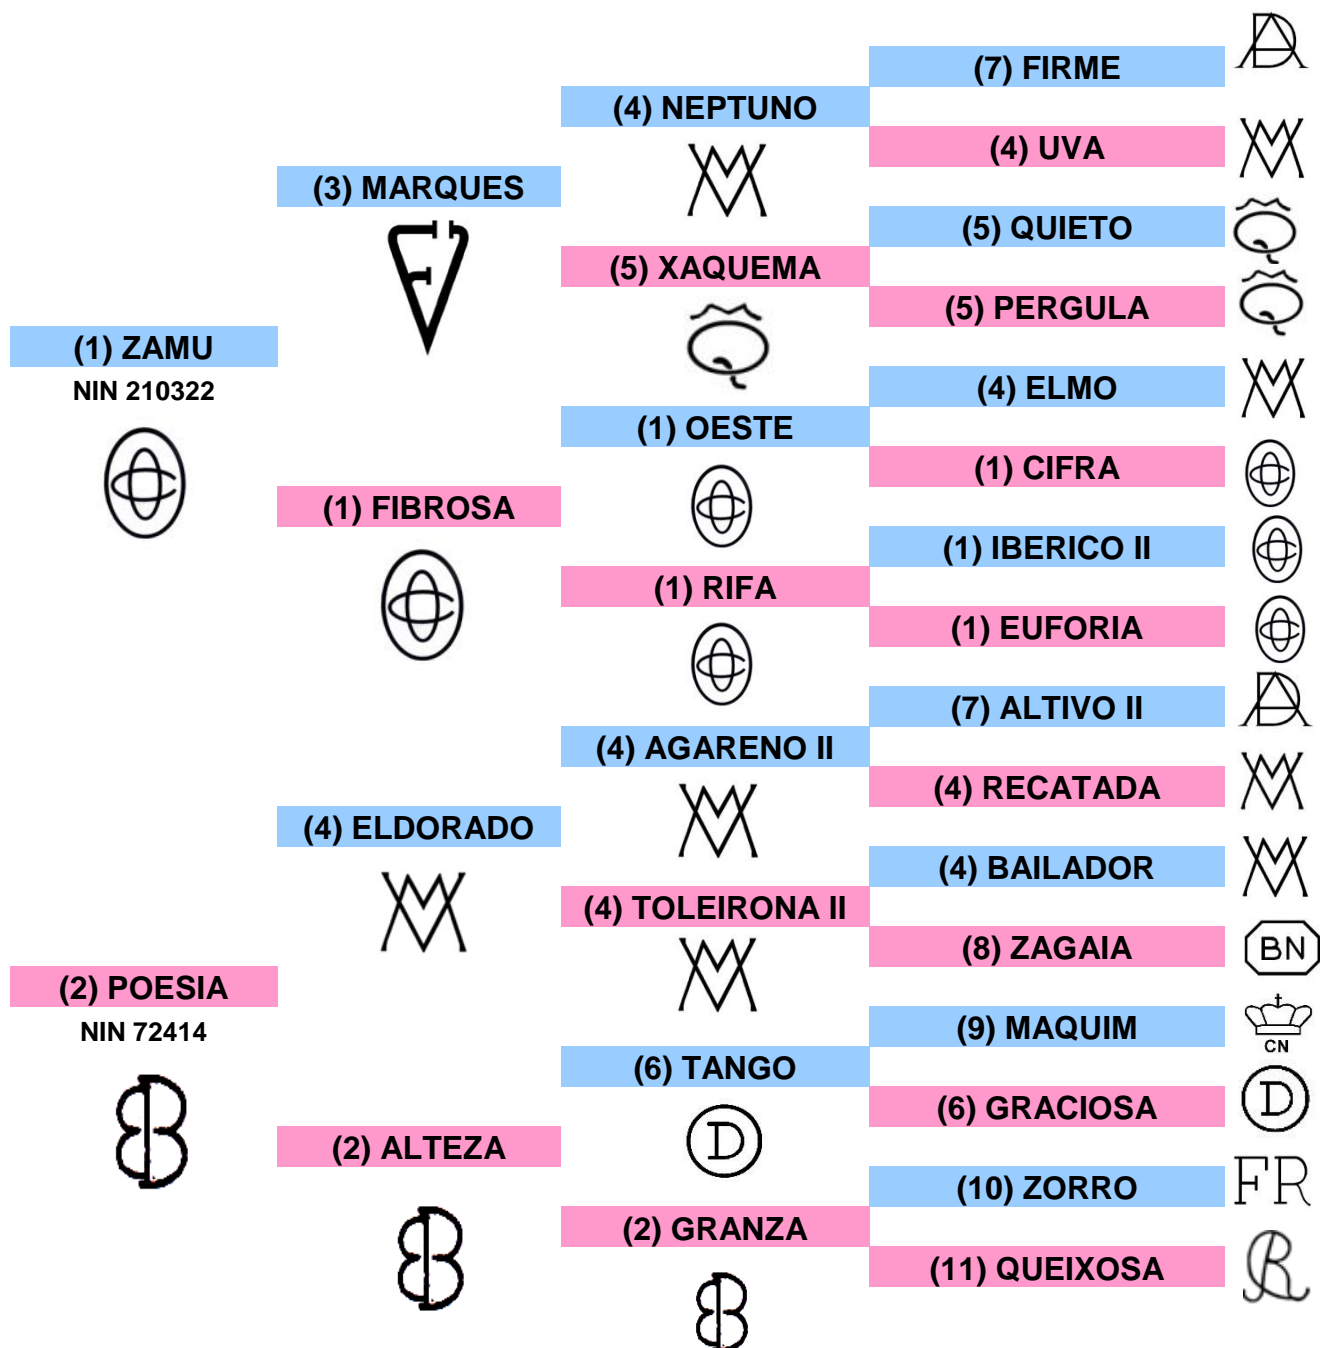 (1) ZAMU
NIN 210322
(2) POESIA
NIN 72414
(3) MARQUES
(1) FIBROSA
(4) ELDORADO
(2) ALTEZA
(4) NEPTUNO
(5) XAQUEMA
(1) OESTE
(1) RIFA
(4) AGARENO II
(4) TOLEIRONA II
(6) TANGO
D
(2) GRANZA
(7) FIRME
(4) UVA
(5) QUIETO
(5) PERGULA
(4) ELMO
(1) CIFRA
(1) IBERICO II
(1) EUFORIA
(7) ALTIVO II
(4) RECATADA
(4) BAILADOR
(8) ZAGAIA
BN
(9) MAQUIM
CN
(6) GRACIOSA
D
(10) ZORRO
FR
(11) QUEIXOSA